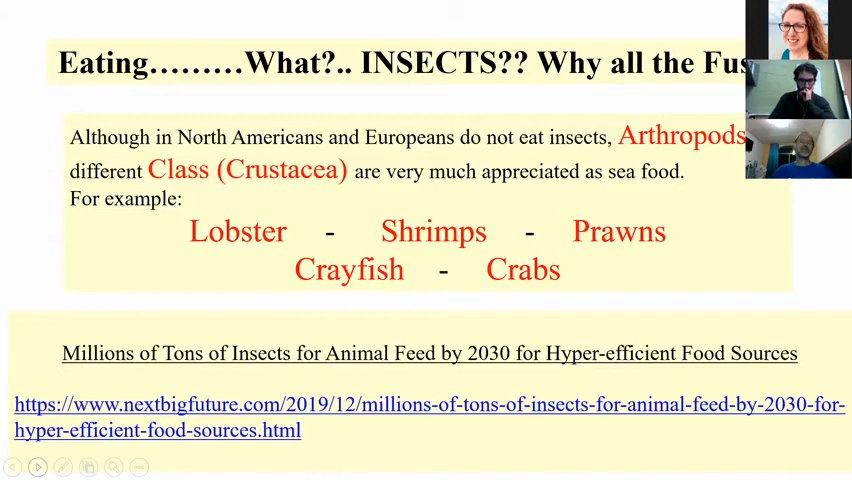 Eating.........What?.. INSECTS?? Why all the Fus
Although in North Americans and Europeans do not eat insects, Arthropods
different Class (Crustacea) are very much appreciated as sea food.
For example:
Lobster - Shrimps - Prawns
Crayfish - Crabs
Millions of Tons of Insects for Animal Feed by 2030 for Hyper-efficient Food Sources
https://www.nextbigfuture.com/2019/12/millions-of-tons-of-insects-for-animal-feed-by-2030-for-
hyper-efficient-food-sources.html